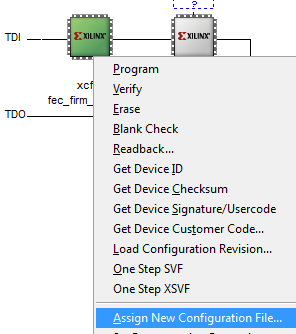 ?
TDI
XILINX
XILINX
xcf
fec_firm_
TDO
Program
Verify
Erase
Blank Check
Readback...
Get Device ID
Get Device Checksum
Get Device Signature/Usercode
Get Device Customer Code...
Load Configuration Revision...
One Step SVF
One Step XSVF
Assign New Configuration File...